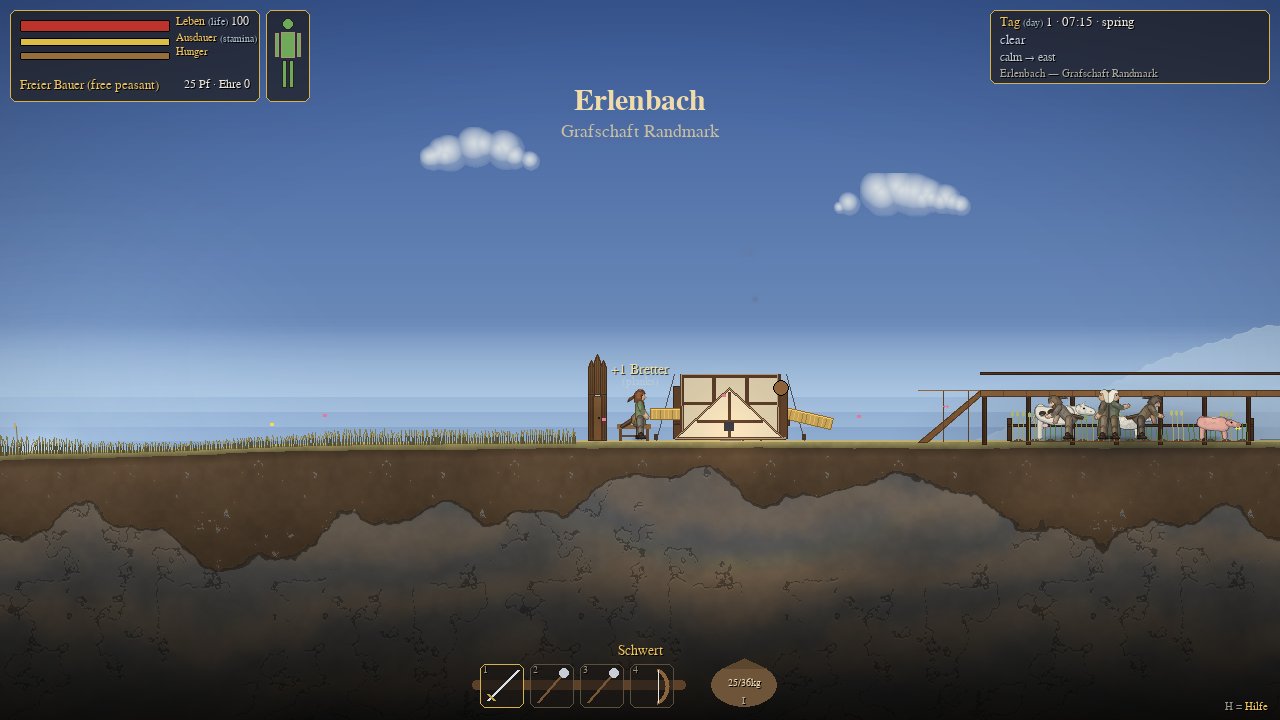 Leben (life) 100
Ausdauer (stamina)
Hunger
Freier Bauer (free peasant) 25 Pf · Ehre 0
Tag (day) 1 · 07:15 · spring
clear
calm → east
Erlenbach — Grafschaft Randmark
Erlenbach
Grafschaft Randmark
+1 Bretter
(planks)
Schwert
1 2 3 4
25/36kg
I
H = Hilfe